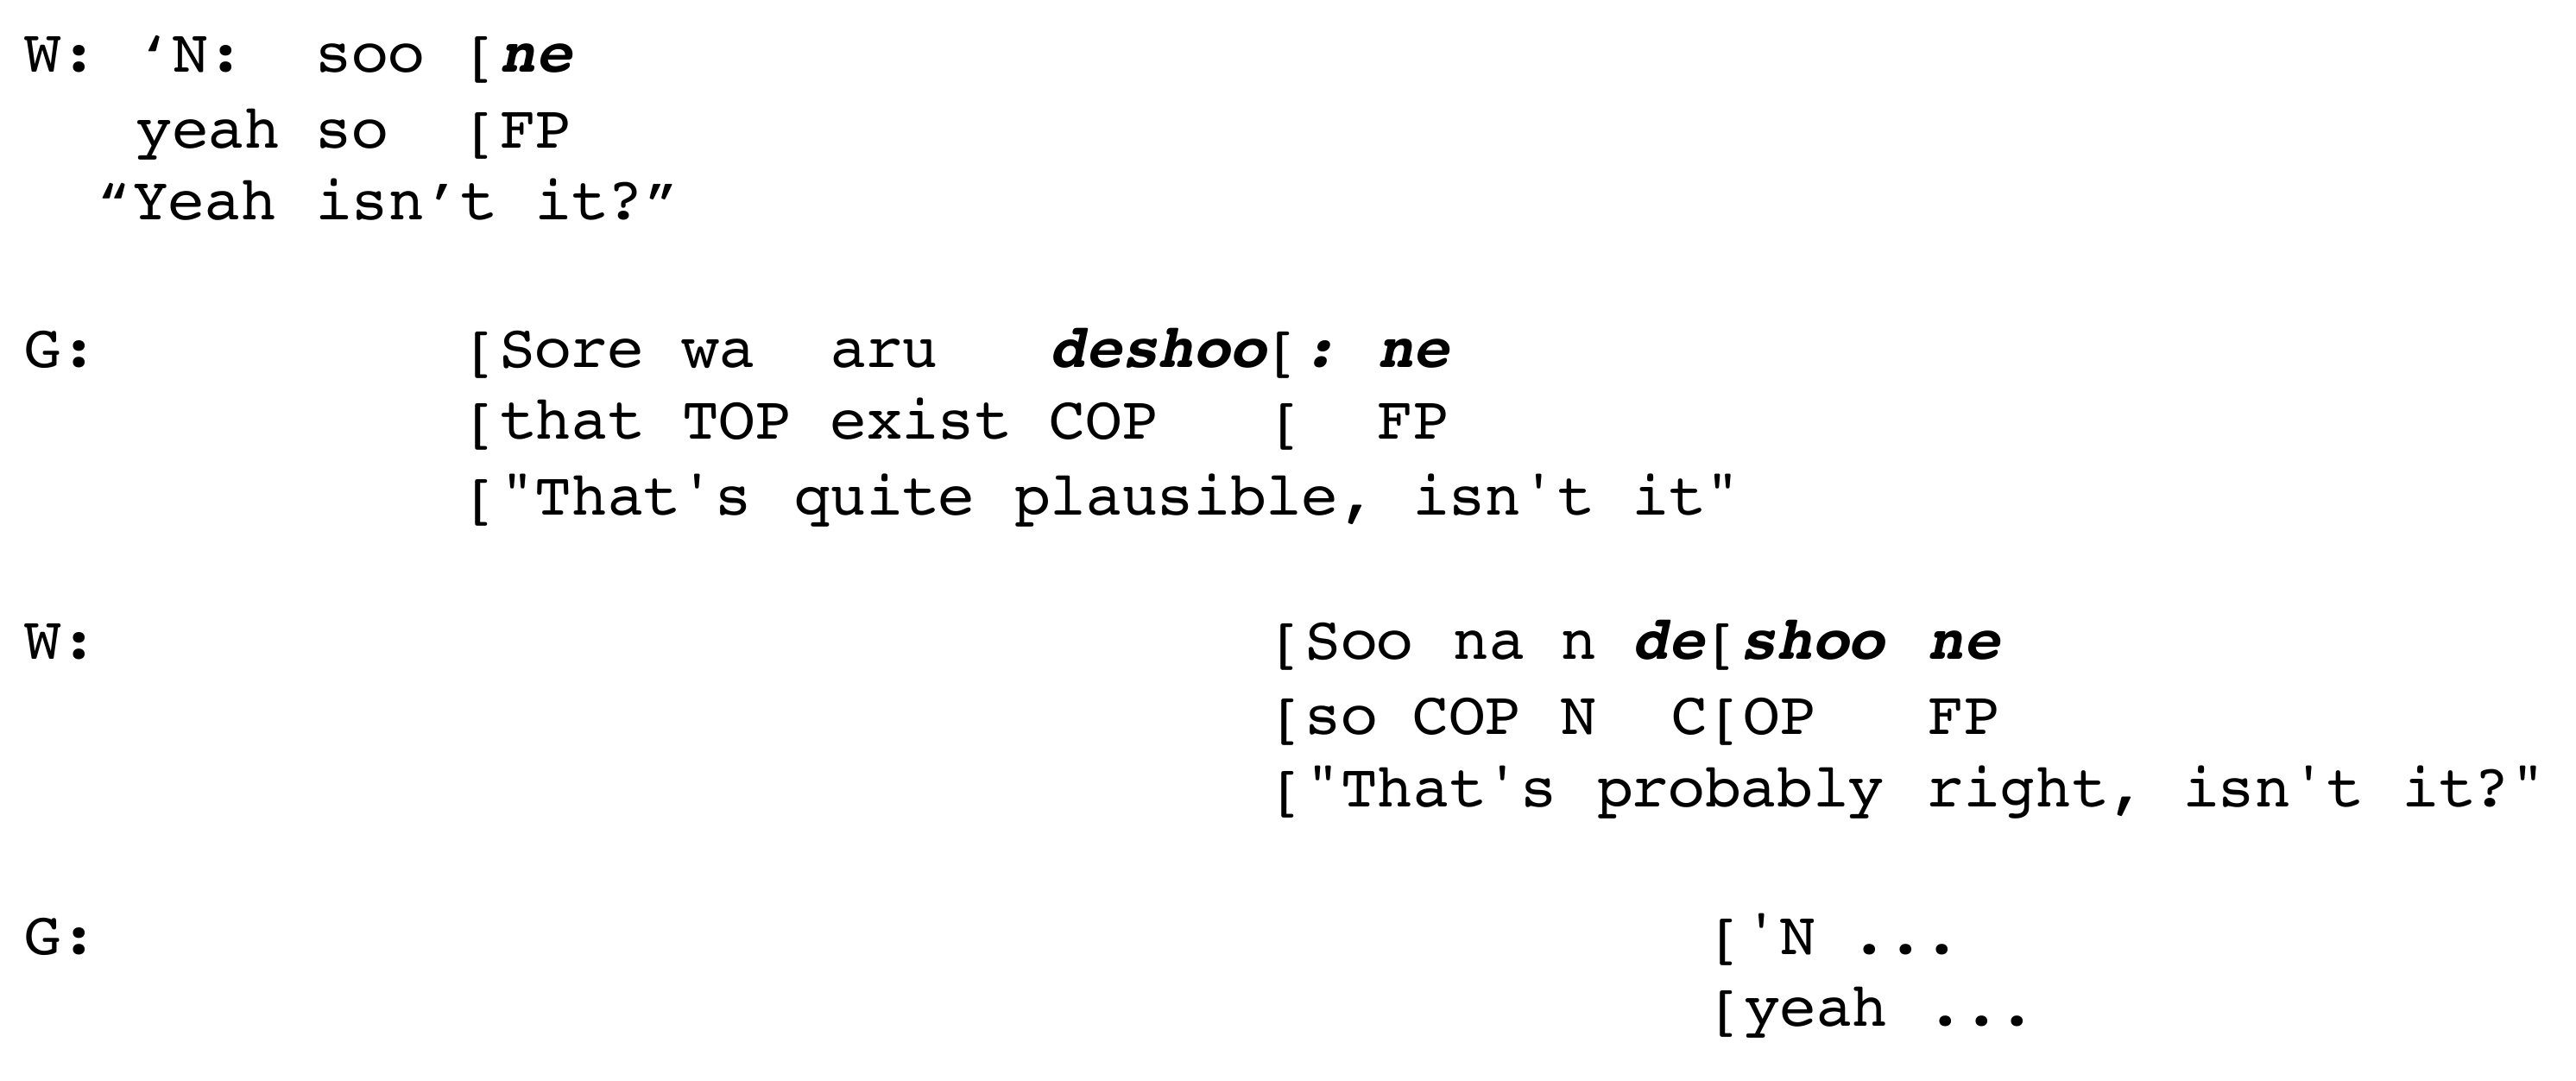 W: ‘N: soo [ne
yeah so [FP
“Yeah isn’t it?”
G: [Sore wa aru deshoo[: ne
[that TOP exist COP [ FP
["That's quite plausible, isn't it"
W: [Soo na n de[shoo ne
[so COP N C[OP FP
["That's probably right, isn't it?"
G: ['N ...
[yeah ...